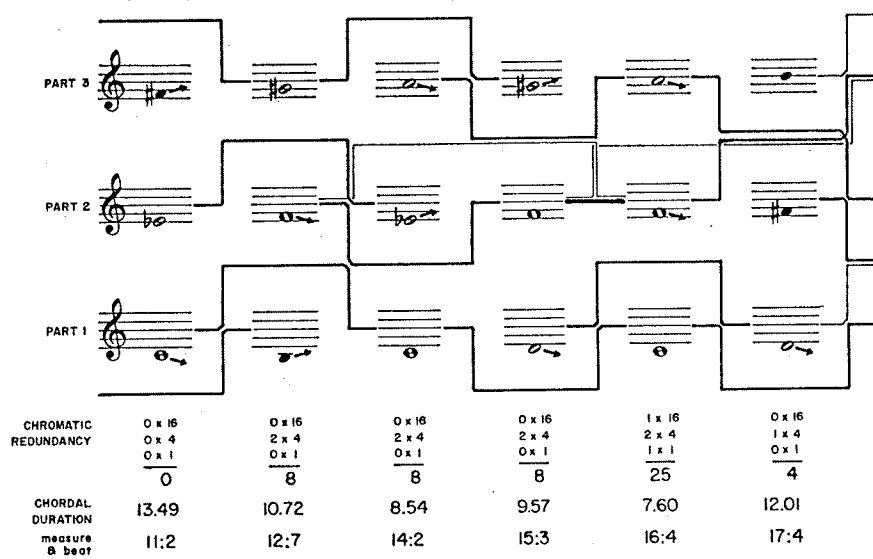 PART 3
PART 2
PART 1
CHROMATIC REDUNDANCY
0 x 16 0 x 16 0 x 16 0 x 16 1 x 16 0 x 16
0 x 4 2 x 4 2 x 4 2 x 4 2 x 4 1 x 4
0 x 1 0 x 1 0 x 1 0 x 1 1 x 1 0 x 1
0 8 8 8 25 4
CHORDAL DURATION
13.49 10.72 8.54 9.57 7.60 12.01
measure & beat
11:2 12:7 14:2 15:3 16:4 17:4